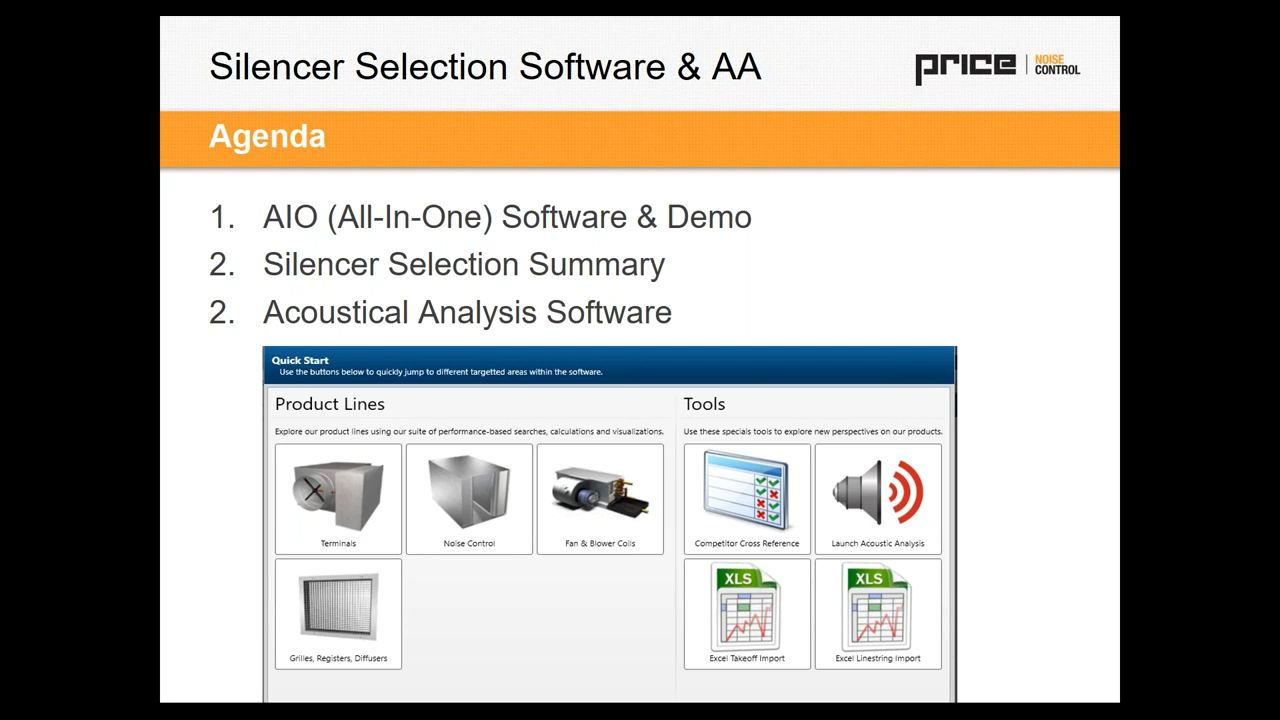 Silencer Selection Software & AA
PRICE | NOISE CONTROL
Agenda
1. AIO (All-In-One) Software & Demo
2. Silencer Selection Summary
2. Acoustical Analysis Software
Quick Start
Use the buttons below to quickly jump to different targetted areas within the software.
Product Lines
Explore our product lines using our suite of performance-based searches, calculations and visualizations.
Terminals
Noise Control
Fan & Blower Coils
Grilles, Registers, Diffusers
Tools
Use these specials tools to explore new perspectives on our products.
Competitor Cross Reference
Launch Acoustic Analysis
XLS
Excel Takeoff Import
XLS
Excel Linestring Import